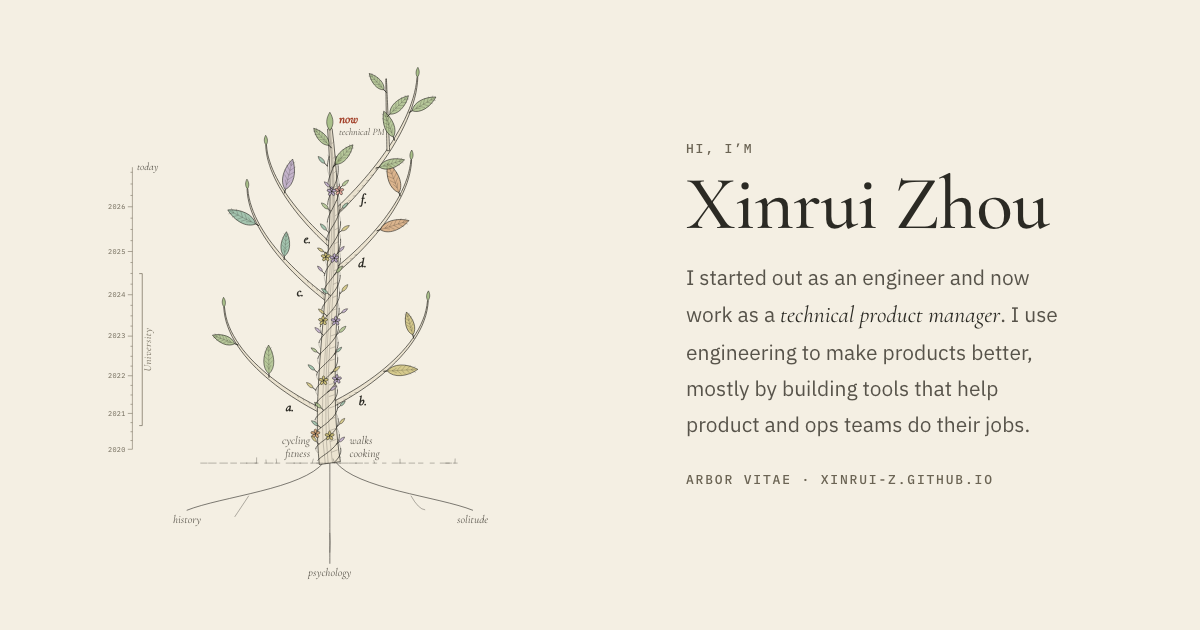 now
technical PM
today
2026
2025
2024
2023
2022
2021
2020
University
f.
e.
d.
c.
b.
a.
cycling
fitness
walks
cooking
history
solitude
psychology
HI, I’M
Xinrui Zhou
I started out as an engineer and now
work as a technical product manager. I use
engineering to make products better,
mostly by building tools that help
product and ops teams do their jobs.
ARBOR VITAE · XINRUI-Z.GITHUB.IO